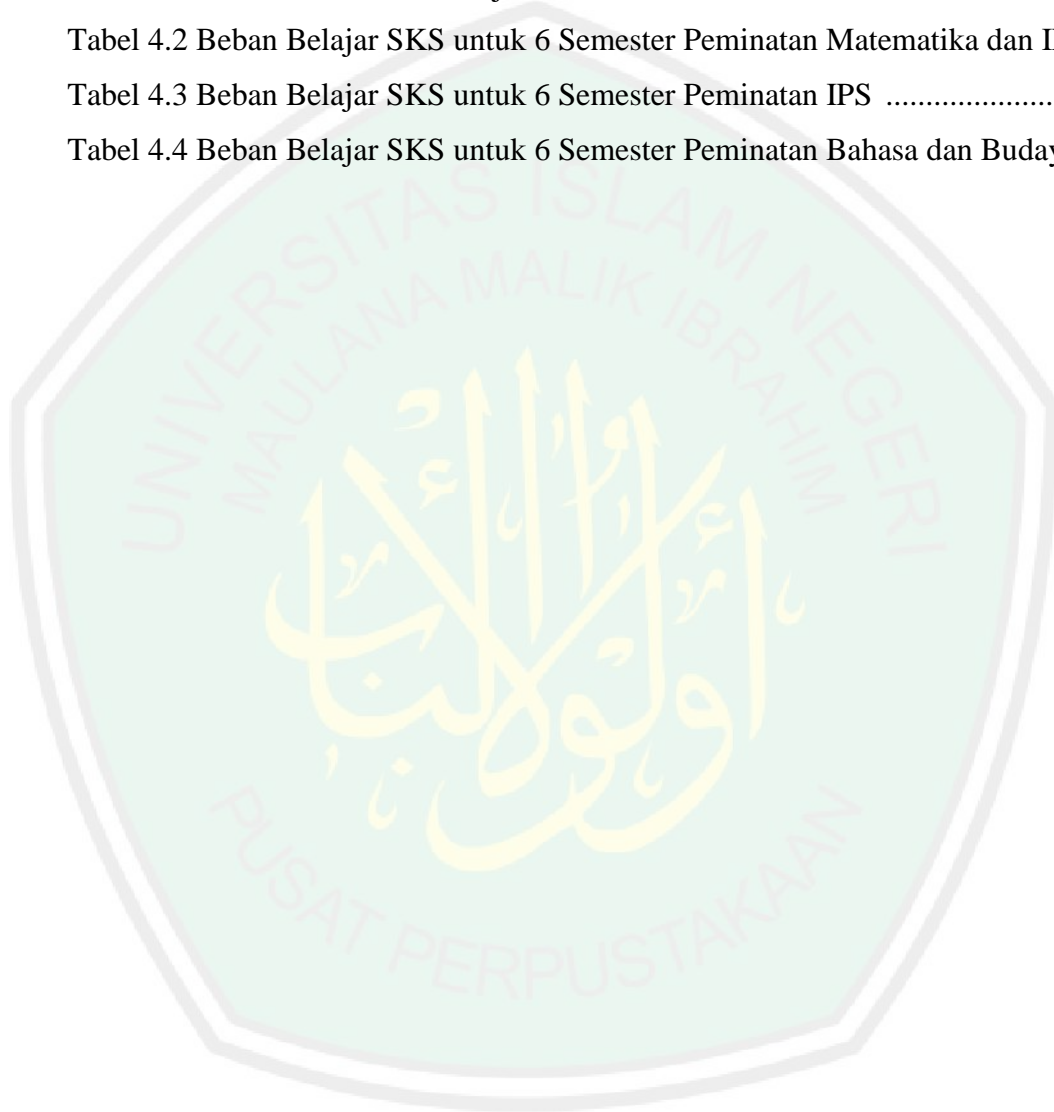 Tabel 4.2 Beban Belajar SKS untuk 6 Semester Peminatan Matematika dan
Tabel 4.3 Beban Belajar SKS untuk 6 Semester Peminatan IPS .....................
Tabel 4.4 Beban Belajar SKS untuk 6 Semester Peminatan Bahasa dan
UNIVERSITAS ISLAM NEGERI
MAULANA MALIK IBRAHIM
أولوا الألباب
PUSAT PERPUSTAKAAN